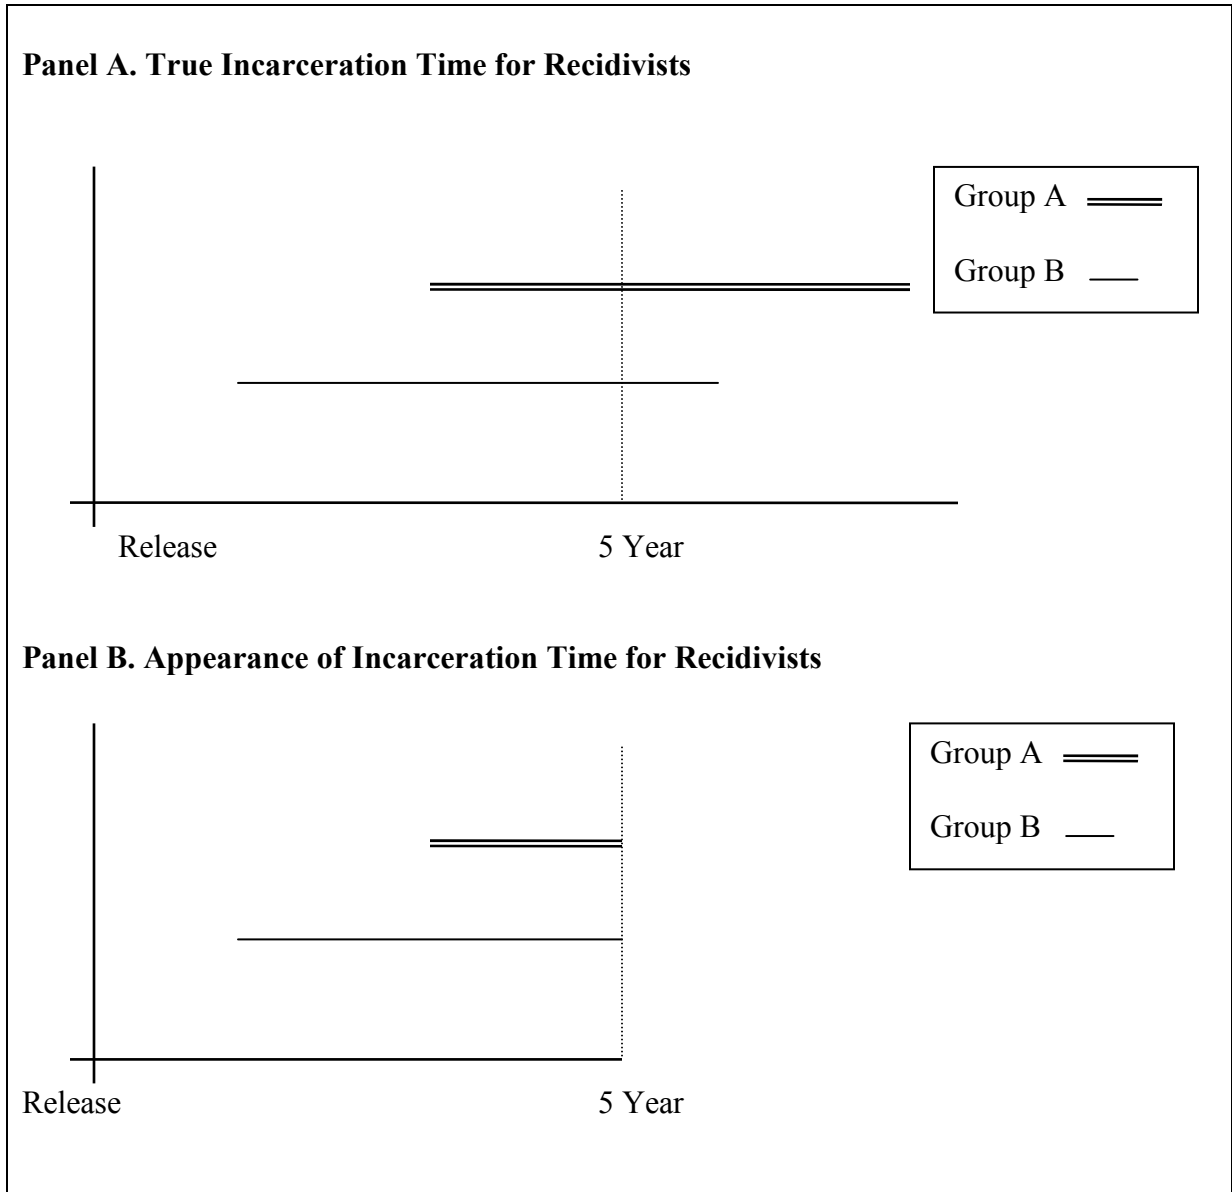 Panel A. True Incarceration Time for Recidivists
Group A
Group B
Release 5 Year
Panel B. Appearance of Incarceration Time for Recidivists
Group A
Group B
Release 5 Year